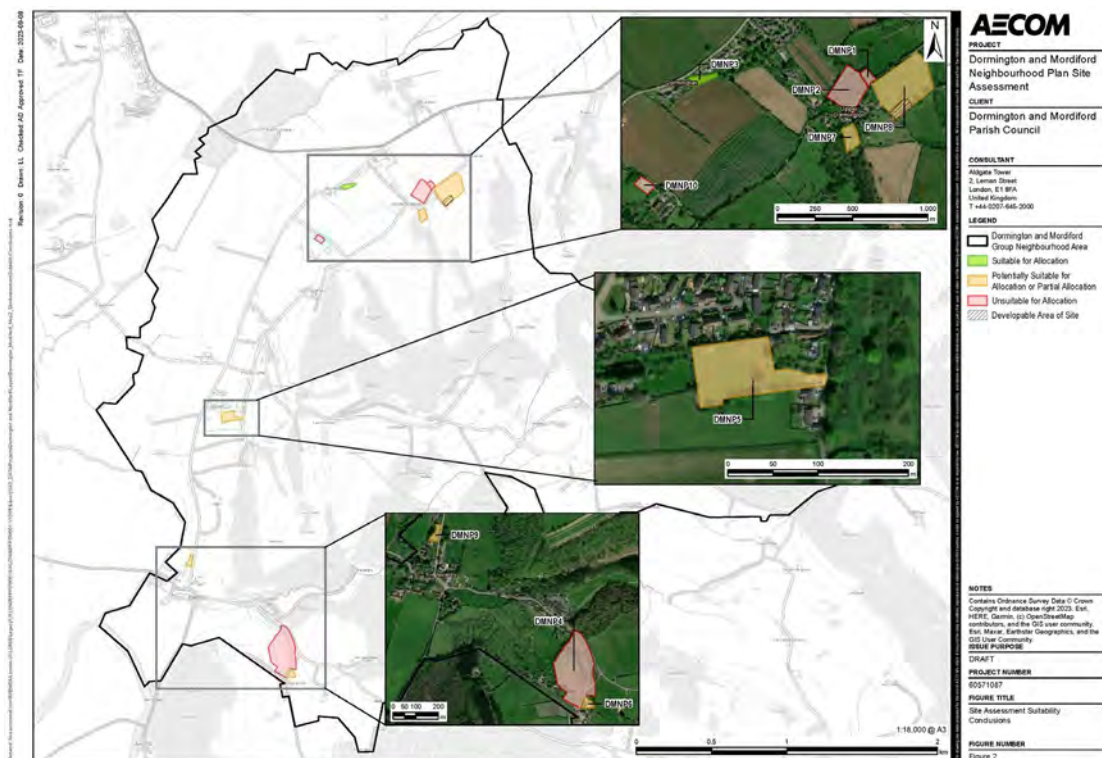 Revision: 0 Drawn: LL Checked: AD Approved: TF Date: 2023-09-08
DMNP3
DMNP1
DMNP2
DMNP7
DMNP8
DMNP10
N
0 250 500 1,000
m
DMNP5
0 50 100 200
m
DMNP9
DMNP4
DMNP6
0 50 100 200
m
1:18,000 @ A3
0 0.5 1 2
km
AECOM
PROJECT
Dormington and Mordiford
Neighbourhood Plan Site
Assessment
CLIENT
Dormington and Mordiford
Parish Council
CONSULTANT
Aldgate Tower
2, Leman Street
London, E1 8FA
United Kingdom
T +44-0207-645-2000
LEGEND
Dormington and Mordiford
Group Neighbourhood Area
Suitable for Allocation
Potentially Suitable for
Allocation or Partial Allocation
Unsuitable for Allocation
Developable Area of Site
NOTES
Contains Ordnance Survey Data © Crown
Copyright and database right 2023. Esri,
HERE, Garmin, (c) OpenStreetMap
contributors, and the GIS user community.
Esri, Maxar, Earthstar Geographics, and the
GIS User Community.
ISSUE PURPOSE
DRAFT
PROJECT NUMBER
60571087
FIGURE TITLE
Site Assessment Suitability
Conclusions
FIGURE NUMBER
Figure 2